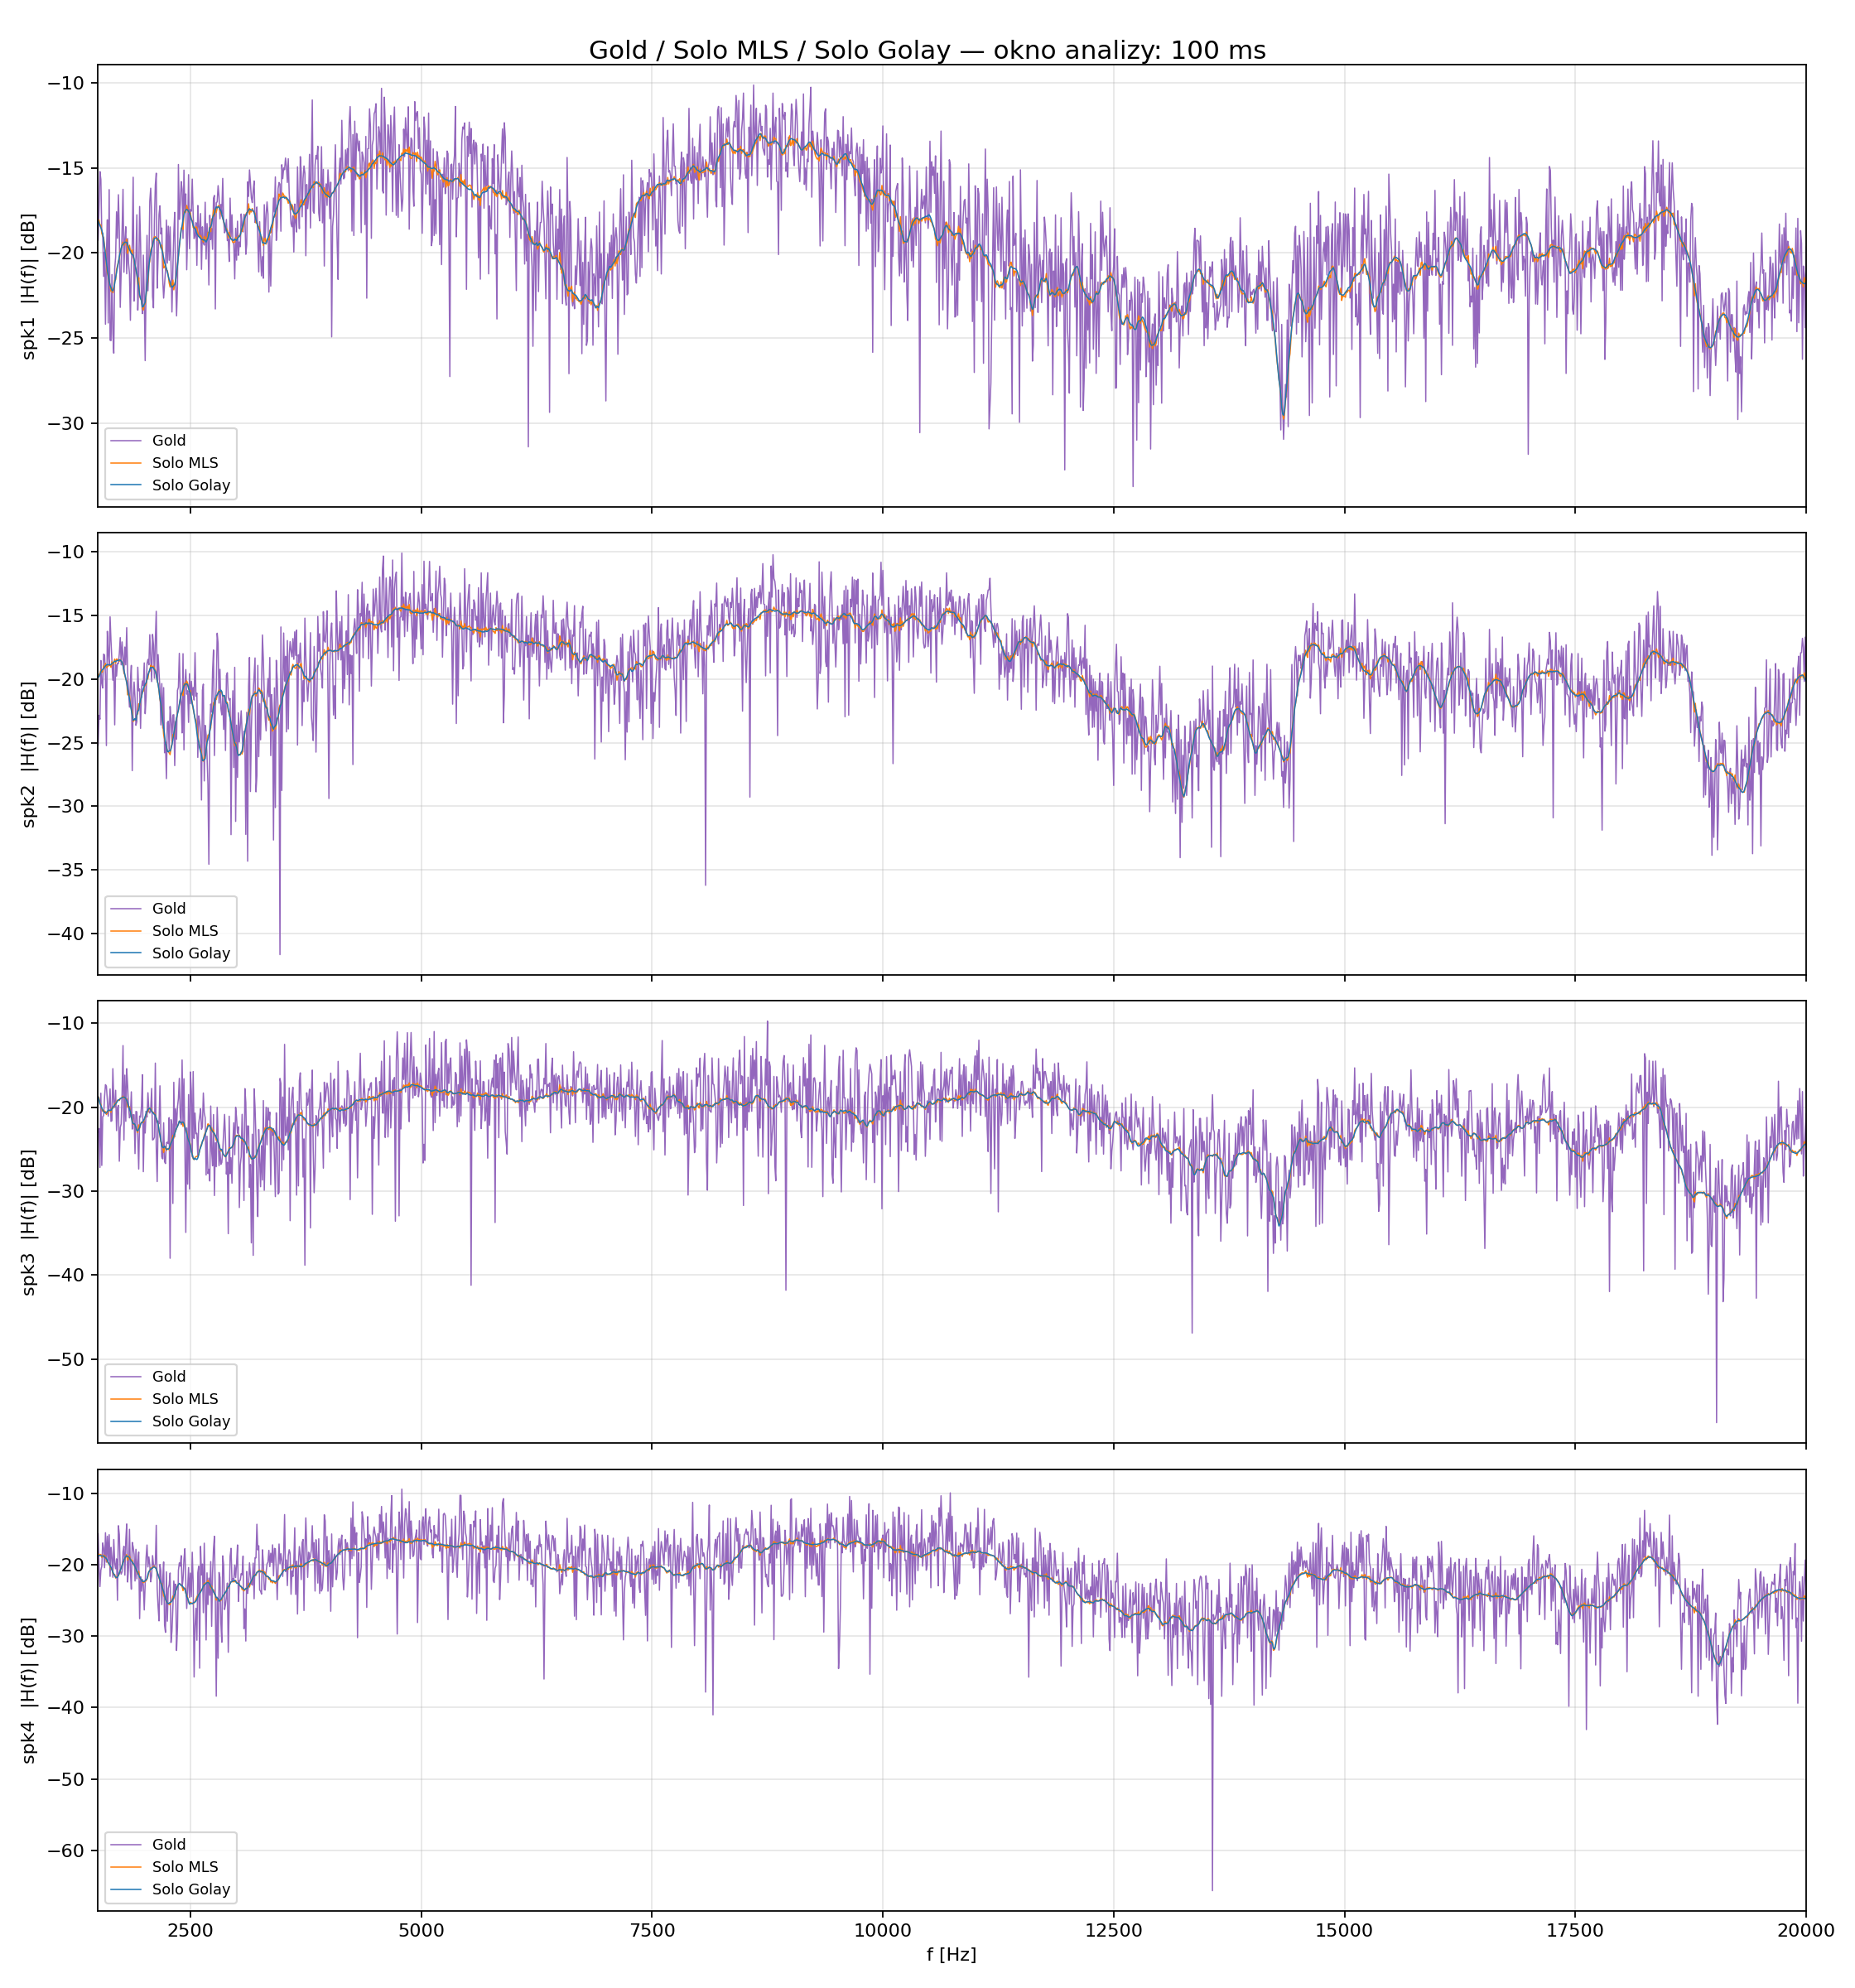 Gold / Solo MLS / Solo Golay — okno analizy: 100 ms
−10
−15
−20
−25
−30
spk1 |H(f)| [dB]
Gold
Solo MLS
Solo Golay
−10
−15
−20
−25
−30
−35
−40
spk2 |H(f)| [dB]
Gold
Solo MLS
Solo Golay
−10
−20
−30
−40
−50
spk3 |H(f)| [dB]
Gold
Solo MLS
Solo Golay
−10
−20
−30
−40
−50
−60
spk4 |H(f)| [dB]
Gold
Solo MLS
Solo Golay
2500 5000 7500 10000 12500 15000 17500 20000
f [Hz]